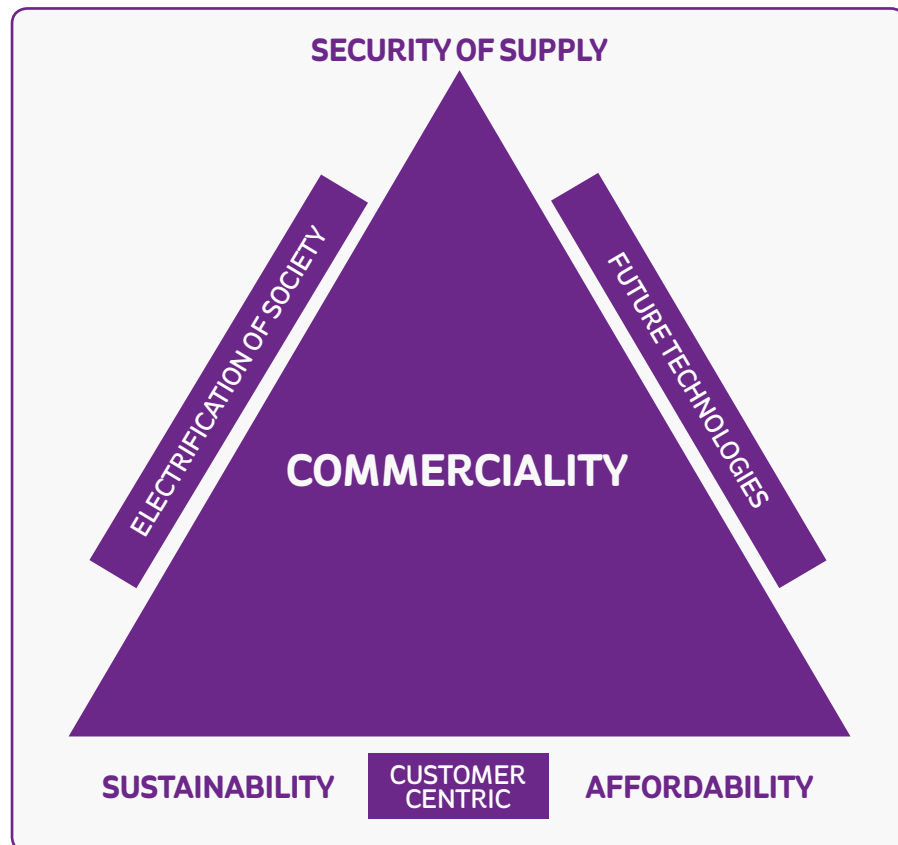 SECURITY OF SUPPLY
ELECTRIFICATION OF SOCIETY
FUTURE TECHNOLOGIES
COMMERCIALITY
SUSTAINABILITY
CUSTOMER
CENTRIC
AFFORDABILITY